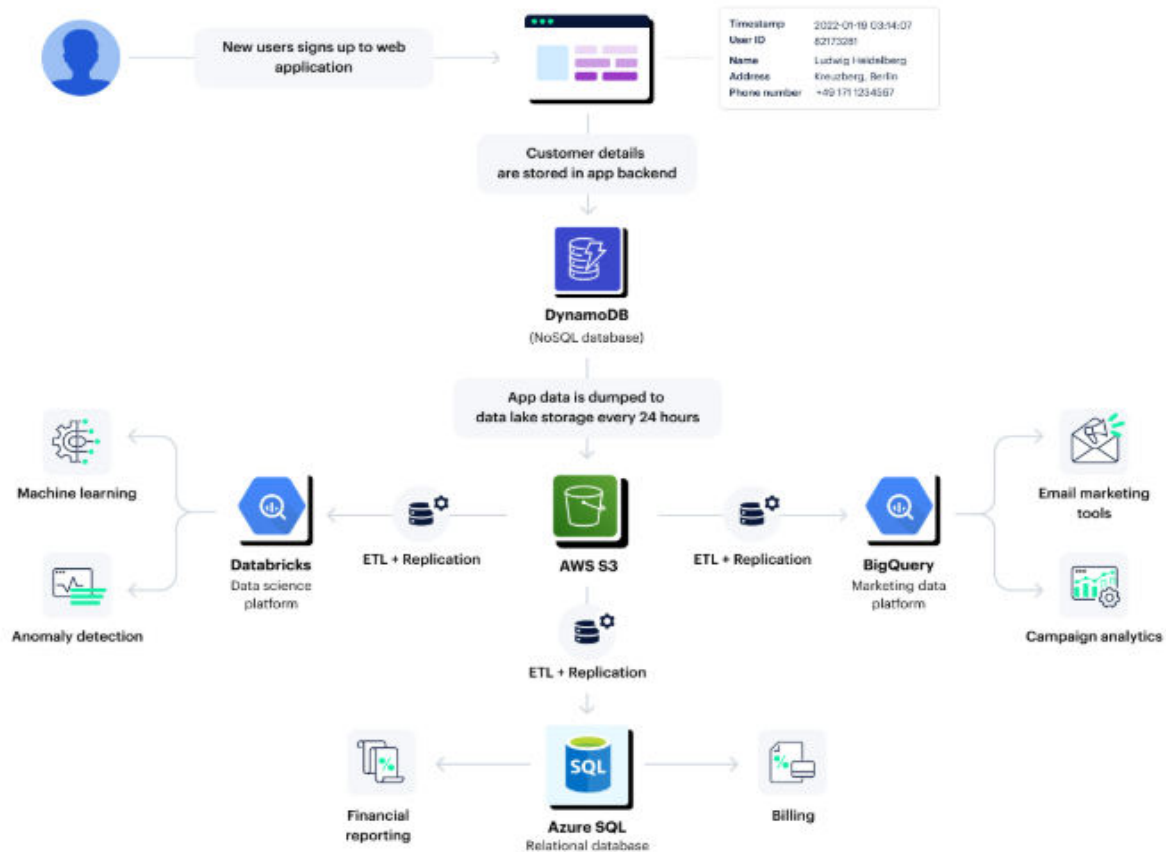 New users signs up to web
application
Timestamp 2022-01-19 03:14:07
User ID 82173281
Name Ludwig Heidelberg
Address Kreuzberg, Berlin
Phone number +49 171 1234567
Customer details
are stored in app backend
DynamoDB
(NoSQL database)
App data is dumped to
data lake storage every 24 hours
Machine learning
Anomaly detection
Databricks
Data science
platform
ETL + Replication
AWS S3
ETL + Replication
BigQuery
Marketing data
platform
Email marketing
tools
Campaign analytics
ETL + Replication
Financial
reporting
SQL
Azure SQL
Relational database
Billing